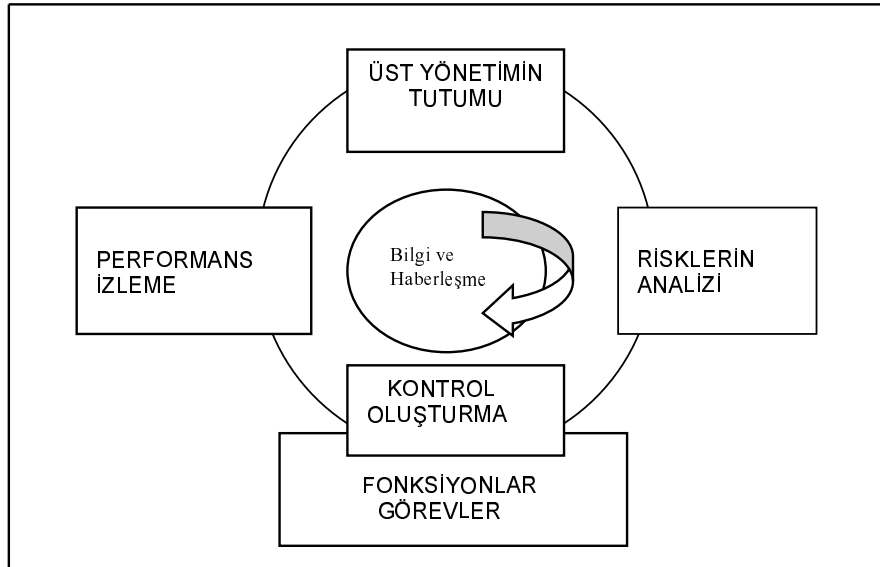 ÜST YÖNETİMİN
TUTUMU
PERFORMANS
İZLEME
Bilgi ve
Haberleşme
RİSKLERİN
ANALİZİ
KONTROL
OLUŞTURMA
FONKSİYONLAR
GÖREVLER